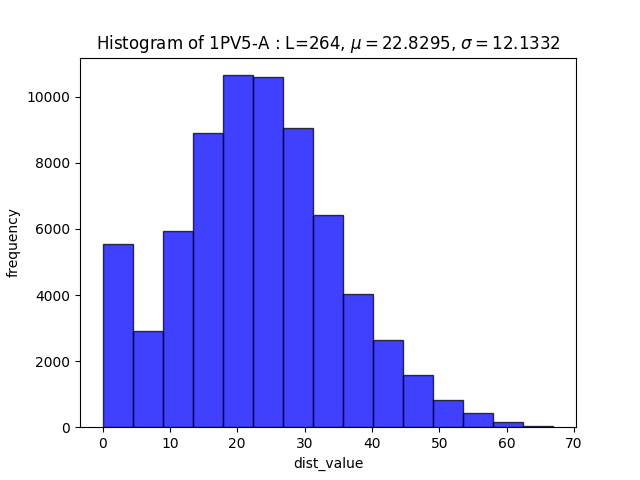 Histogram of 1PV5-A : L=264, μ = 22.8295, σ = 12.1332
frequency
10000
8000
6000
4000
2000
0
0 10 20 30 40 50 60 70
dist_value